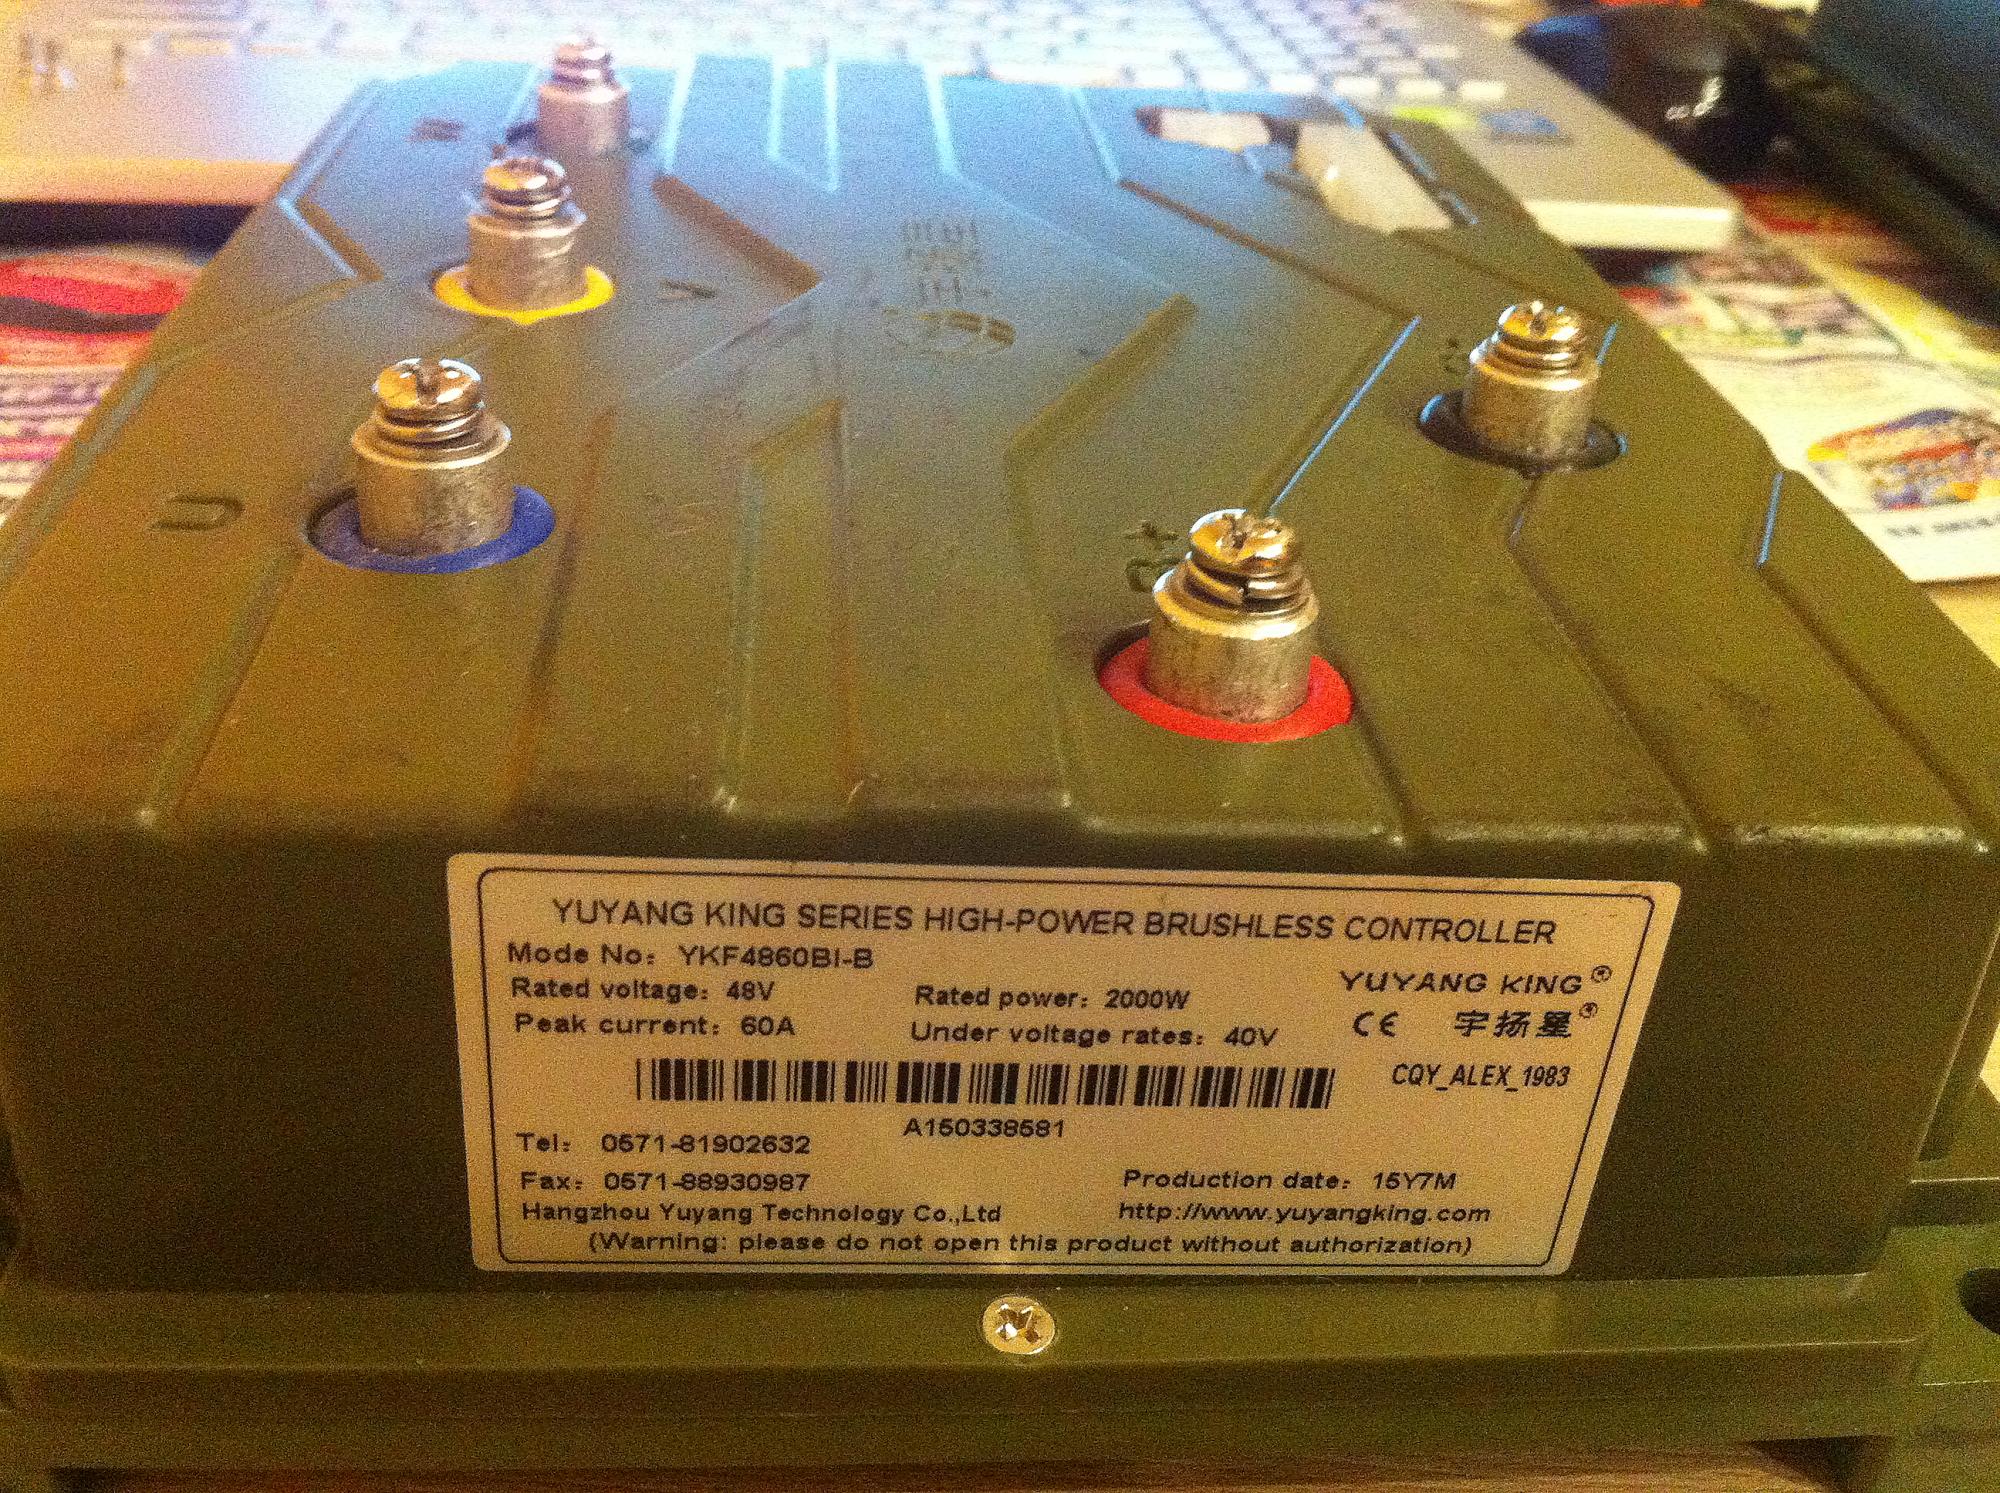 U
V
YUYANG KING SERIES HIGH-POWER BRUSHLESS CONTROLLER
Mode No: YKF4860BI-B
Rated voltage: 48V Rated power: 2000W
Peak current: 60A Under voltage rates: 40V
YUYANG KING®
CE 宇扬星®
CQY_ALEX_1983
A150338581
Tel: 0571-81902632
Fax: 0571-88930987 Production date: 15Y7M
Hangzhou Yuyang Technology Co.,Ltd http://www.yuyangking.com
(Warning: please do not open this product without authorization)